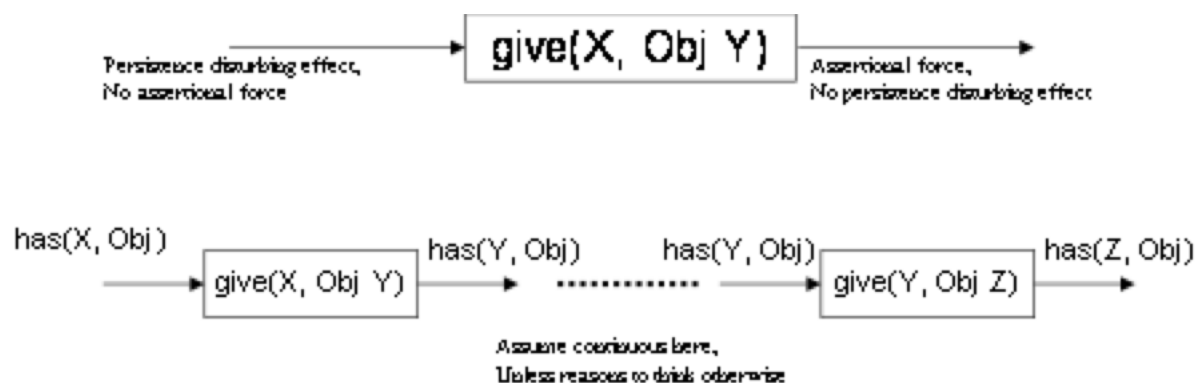 give(X, Obj Y)
Persistence disturbing effect,
No assertional force
Assertional force,
No persistence disturbing effect
has(X, Obj)
give(X, Obj Y)
has(Y, Obj)
has(Y, Obj)
give(Y, Obj Z)
has(Z, Obj)
Assume continuous here,
Unless reasons to think otherwise